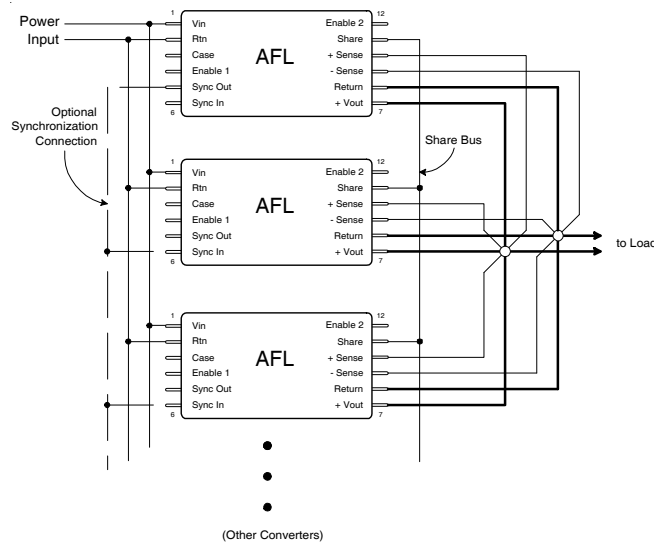 Power
Input
1
12
Vin
Enable 2
Rtn
Share
Case
AFL
+ Sense
Enable 1
- Sense
Sync Out
Return
Sync In
+ Vout
6
7
Optional
Synchronization
Connection
Share Bus
1
12
Vin
Enable 2
Rtn
Share
Case
AFL
+ Sense
Enable 1
- Sense
Sync Out
Return
Sync In
+ Vout
6
7
to Load
1
12
Vin
Enable 2
Rtn
Share
Case
AFL
+ Sense
Enable 1
- Sense
Sync Out
Return
Sync In
+ Vout
6
7
(Other Converters)